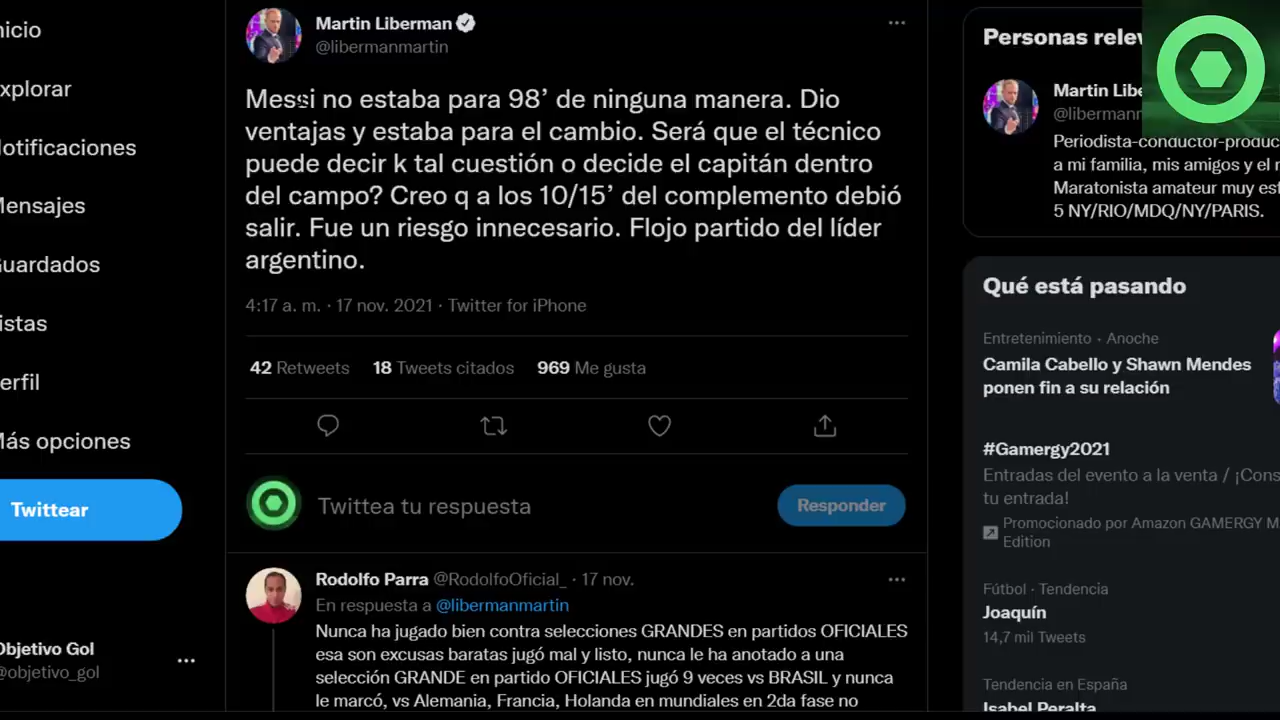 nicio
xplorar
otificaciones
ensajes
uardados
istas
erfil
ás opciones
Twittear
Objetivo Gol
@objetivo_gol
Martin Liberman
@libermanmartin
Messi no estaba para 98’ de ninguna manera. Dio
ventajas y estaba para el cambio. Será que el técnico
puede decir k tal cuestión o decide el capitán dentro
del campo? Creo q a los 10/15’ del complemento debió
salir. Fue un riesgo innecesario. Flojo partido del líder
argentino.
4:17 a. m. · 17 nov. 2021 · Twitter for iPhone
42 Retweets 18 Tweets citados 969 Me gusta
Twittea tu respuesta
Responder
Rodolfo Parra @RodolfoOficial_ · 17 nov.
En respuesta a @libermanmartin
Nunca ha jugado bien contra selecciones GRANDES en partidos OFICIALES
esa son excusas baratas jugó mal y listo, nunca le ha anotado a una
selección GRANDE en partido OFICIALES jugó 9 veces vs BRASIL y nunca
le marcó, vs Alemania, Francia, Holanda en mundiales en 2da fase no
Personas relev
Martin Libe
@libermann
Periodista-conductor-produc
a mi familia, mis amigos y el r
Maratonista amateur muy est
5 NY/RIO/MDQ/NY/PARIS.
Qué está pasando
Entretenimiento · Anoche
Camila Cabello y Shawn Mendes
ponen fin a su relación
#Gamergy2021
Entradas del evento a la venta / ¡Cons
tu entrada!
Promocionado por Amazon GAMERGY M
Edition
Fútbol · Tendencia
Joaquín
14,7 mil Tweets
Tendencia en España
Isabel Peralta